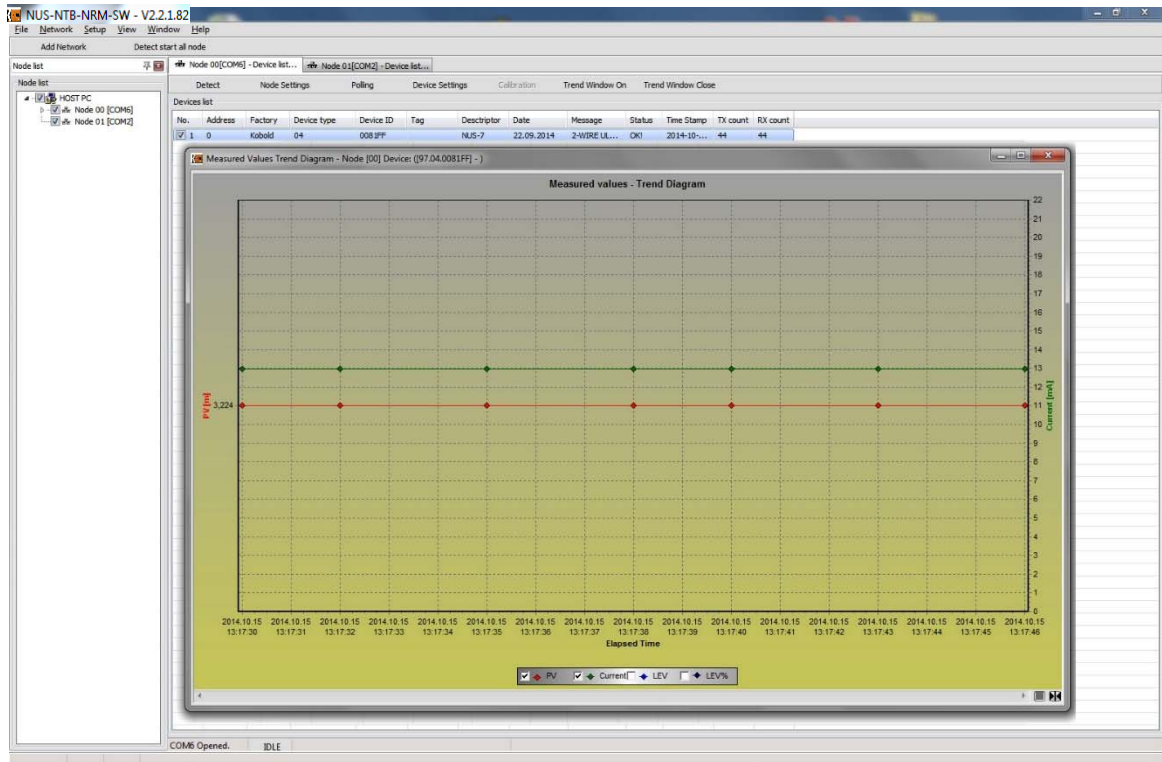 NUS-NTB-NRM-SW - V2.2.1.82
File Network Setup View Window Help
Add Network Detect start all node
Node list
Node 00[COM6] - Device list... Node 01[COM2] - Device list...
Node list
HOST PC
Node 00 [COM6]
Node 01 [COM2]
Detect Node Settings Polling Device Settings Calibration Trend Window On Trend Window Close
Devices list
No. Address Factory Device type Device ID Tag Desctriptor Date Message Status Time Stamp TX count RX count
1 0 Kobold 04 0081FF NUS-7 22.09.2014 2-WIRE UL... OK! 2014-10-... 44 44
Measured Values Trend Diagram - Node [00] Device: ([97.04.0081FF] - )
Measured values - Trend Diagram
22
21
20
19
18
17
16
15
14
13
12
11
10
9
8
7
6
5
4
3
2
1
0
PV [m]
3,224
Current [mA]
2014.10.15 2014.10.15 2014.10.15 2014.10.15 2014.10.15 2014.10.15 2014.10.15 2014.10.15 2014.10.15 2014.10.15 2014.10.15 2014.10.15 2014.10.15 2014.10.15 2014.10.15 2014.10.15 2014.10.15
13:17:30 13:17:31 13:17:32 13:17:33 13:17:34 13:17:35 13:17:36 13:17:37 13:17:38 13:17:39 13:17:40 13:17:41 13:17:42 13:17:43 13:17:44 13:17:45 13:17:46
Elapsed Time
PV Current LEV LEV%
COM6 Opened. IDLE